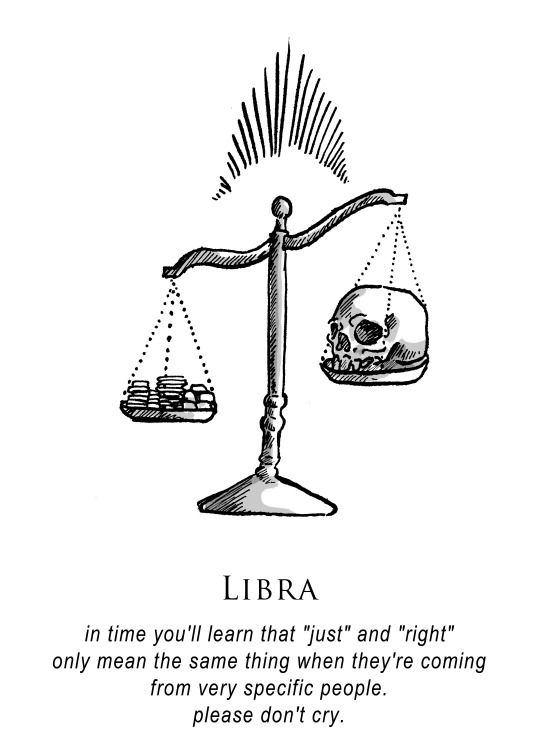 LIBRA
in time you'll learn that "just" and "right"
only mean the same thing when they're coming
from very specific people.
please don't cry.